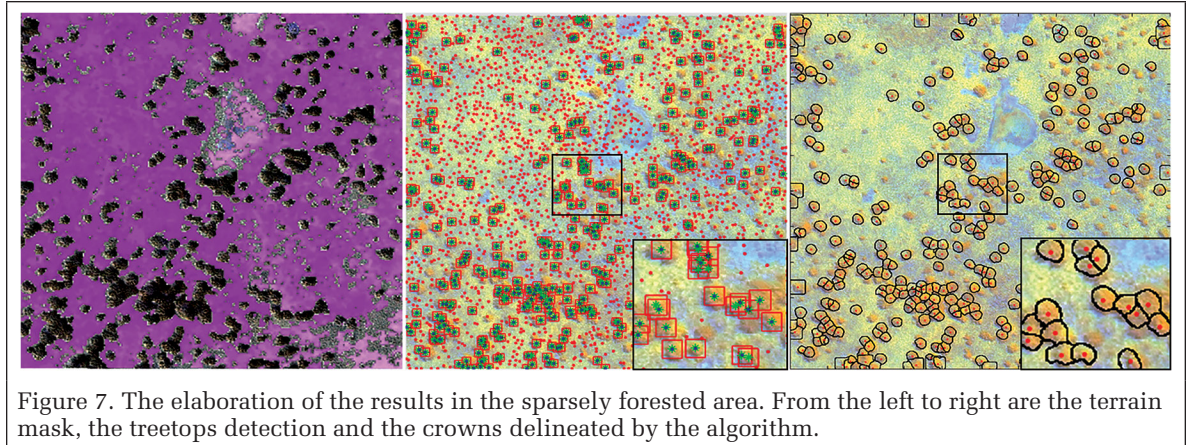 Figure 7. The elaboration of the results in the sparsely forested area. From the left to right are the terrain
mask, the treetops detection and the crowns delineated by the algorithm.